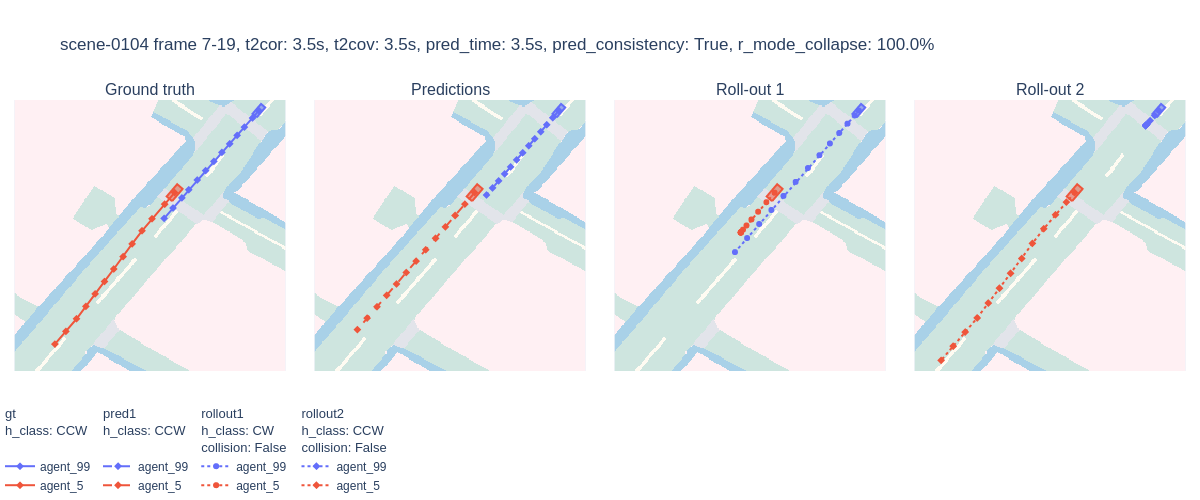 scene-0104 frame 7-19, t2cor: 3.5s, t2cov: 3.5s, pred_time: 3.5s, pred_consistency: True, r_mode_collapse: 100.0%
Ground truth
Predictions
Roll-out 1
Roll-out 2
gt
h_class: CCW
agent_99
agent_5
pred1
h_class: CCW
agent_99
agent_5
rollout1
h_class: CW
collision: False
agent_99
agent_5
rollout2
h_class: CCW
collision: False
agent_99
agent_5